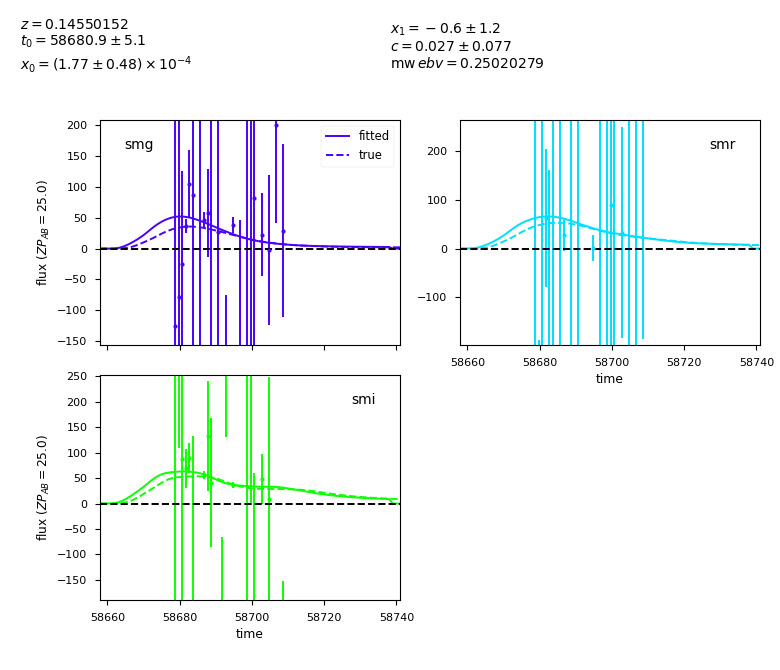 z = 0.14550152
t₀ = 58680.9 ± 5.1
x₀ = (1.77 ± 0.48) × 10⁻⁴
x₁ = −0.6 ± 1.2
c = 0.027 ± 0.077
mw ebv = 0.25020279
smg
fitted
true
200
150
100
50
0
−50
−100
−150
flux (ZP_AB = 25.0)
smr
200
100
0
−100
58660 58680 58700 58720 58740
time
smi
250
200
150
100
50
0
−50
−100
−150
flux (ZP_AB = 25.0)
58660 58680 58700 58720 58740
time